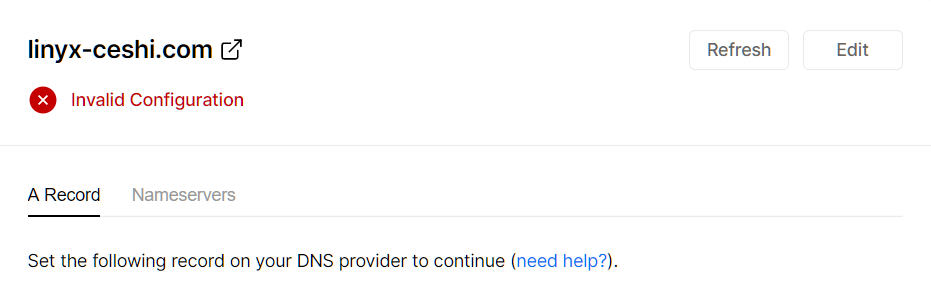 linyx-ceshi.com
Refresh
Edit
Invalid Configuration
A Record
Nameservers
Set the following record on your DNS provider to continue (need help?).